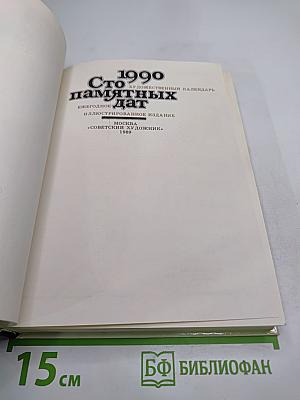 1990
Сто ХУДОЖЕСТВЕННЫЙ КАЛЕНДАРЬ
памятных
ЕЖЕГОДНОЕ дат
ИЛЛЮСТРИРОВАННОЕ ИЗДАНИЕ
МОСКВА
«СОВЕТСКИЙ ХУДОЖНИК»
1989
15 см
БФ БИБЛИОФАН